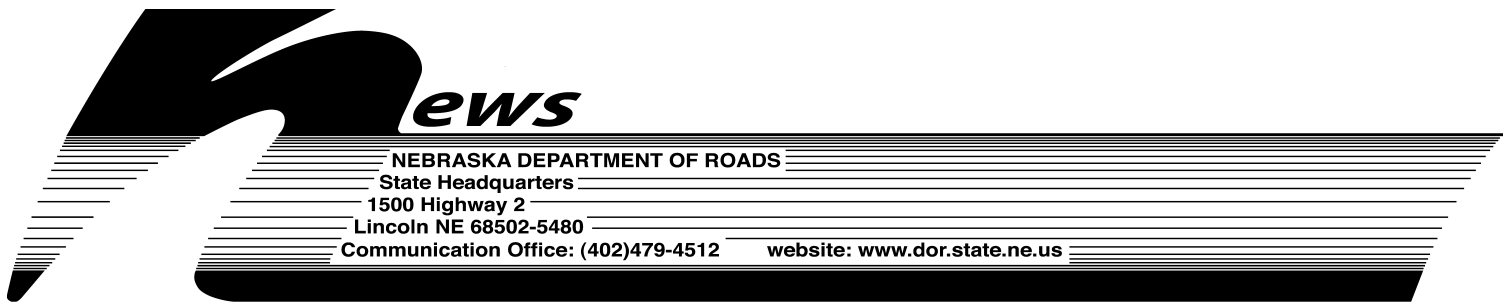 news
NEBRASKA DEPARTMENT OF ROADS
State Headquarters
1500 Highway 2
Lincoln NE 68502-5480
Communication Office: (402)479-4512 website: www.dor.state.ne.us